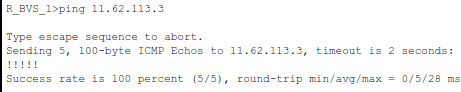 R_BVS_1>ping 11.62.113.3
Type escape sequence to abort.
Sending 5, 100-byte ICMP Echos to 11.62.113.3, timeout is 2 seconds:
!!!!!
Success rate is 100 percent (5/5), round-trip min/avg/max = 0/5/28 ms